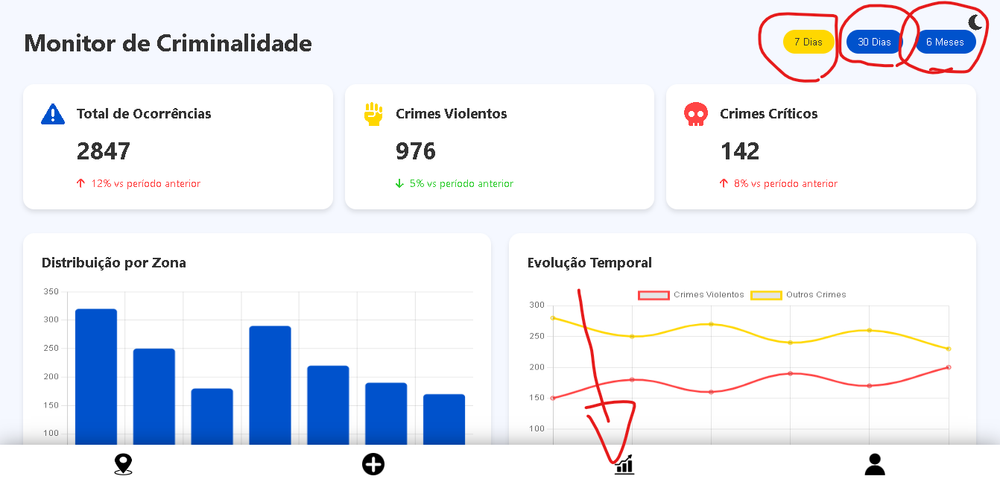 Monitor de Criminalidade
7 Dias
30 Dias
6 Meses
Total de Ocorrências
2847
12% vs período anterior
Crimes Violentos
976
5% vs período anterior
Crimes Críticos
142
8% vs período anterior
Distribuição por Zona
350
300
250
200
150
100
Evolução Temporal
Crimes Violentos
Outros Crimes
300
250
200
150
100